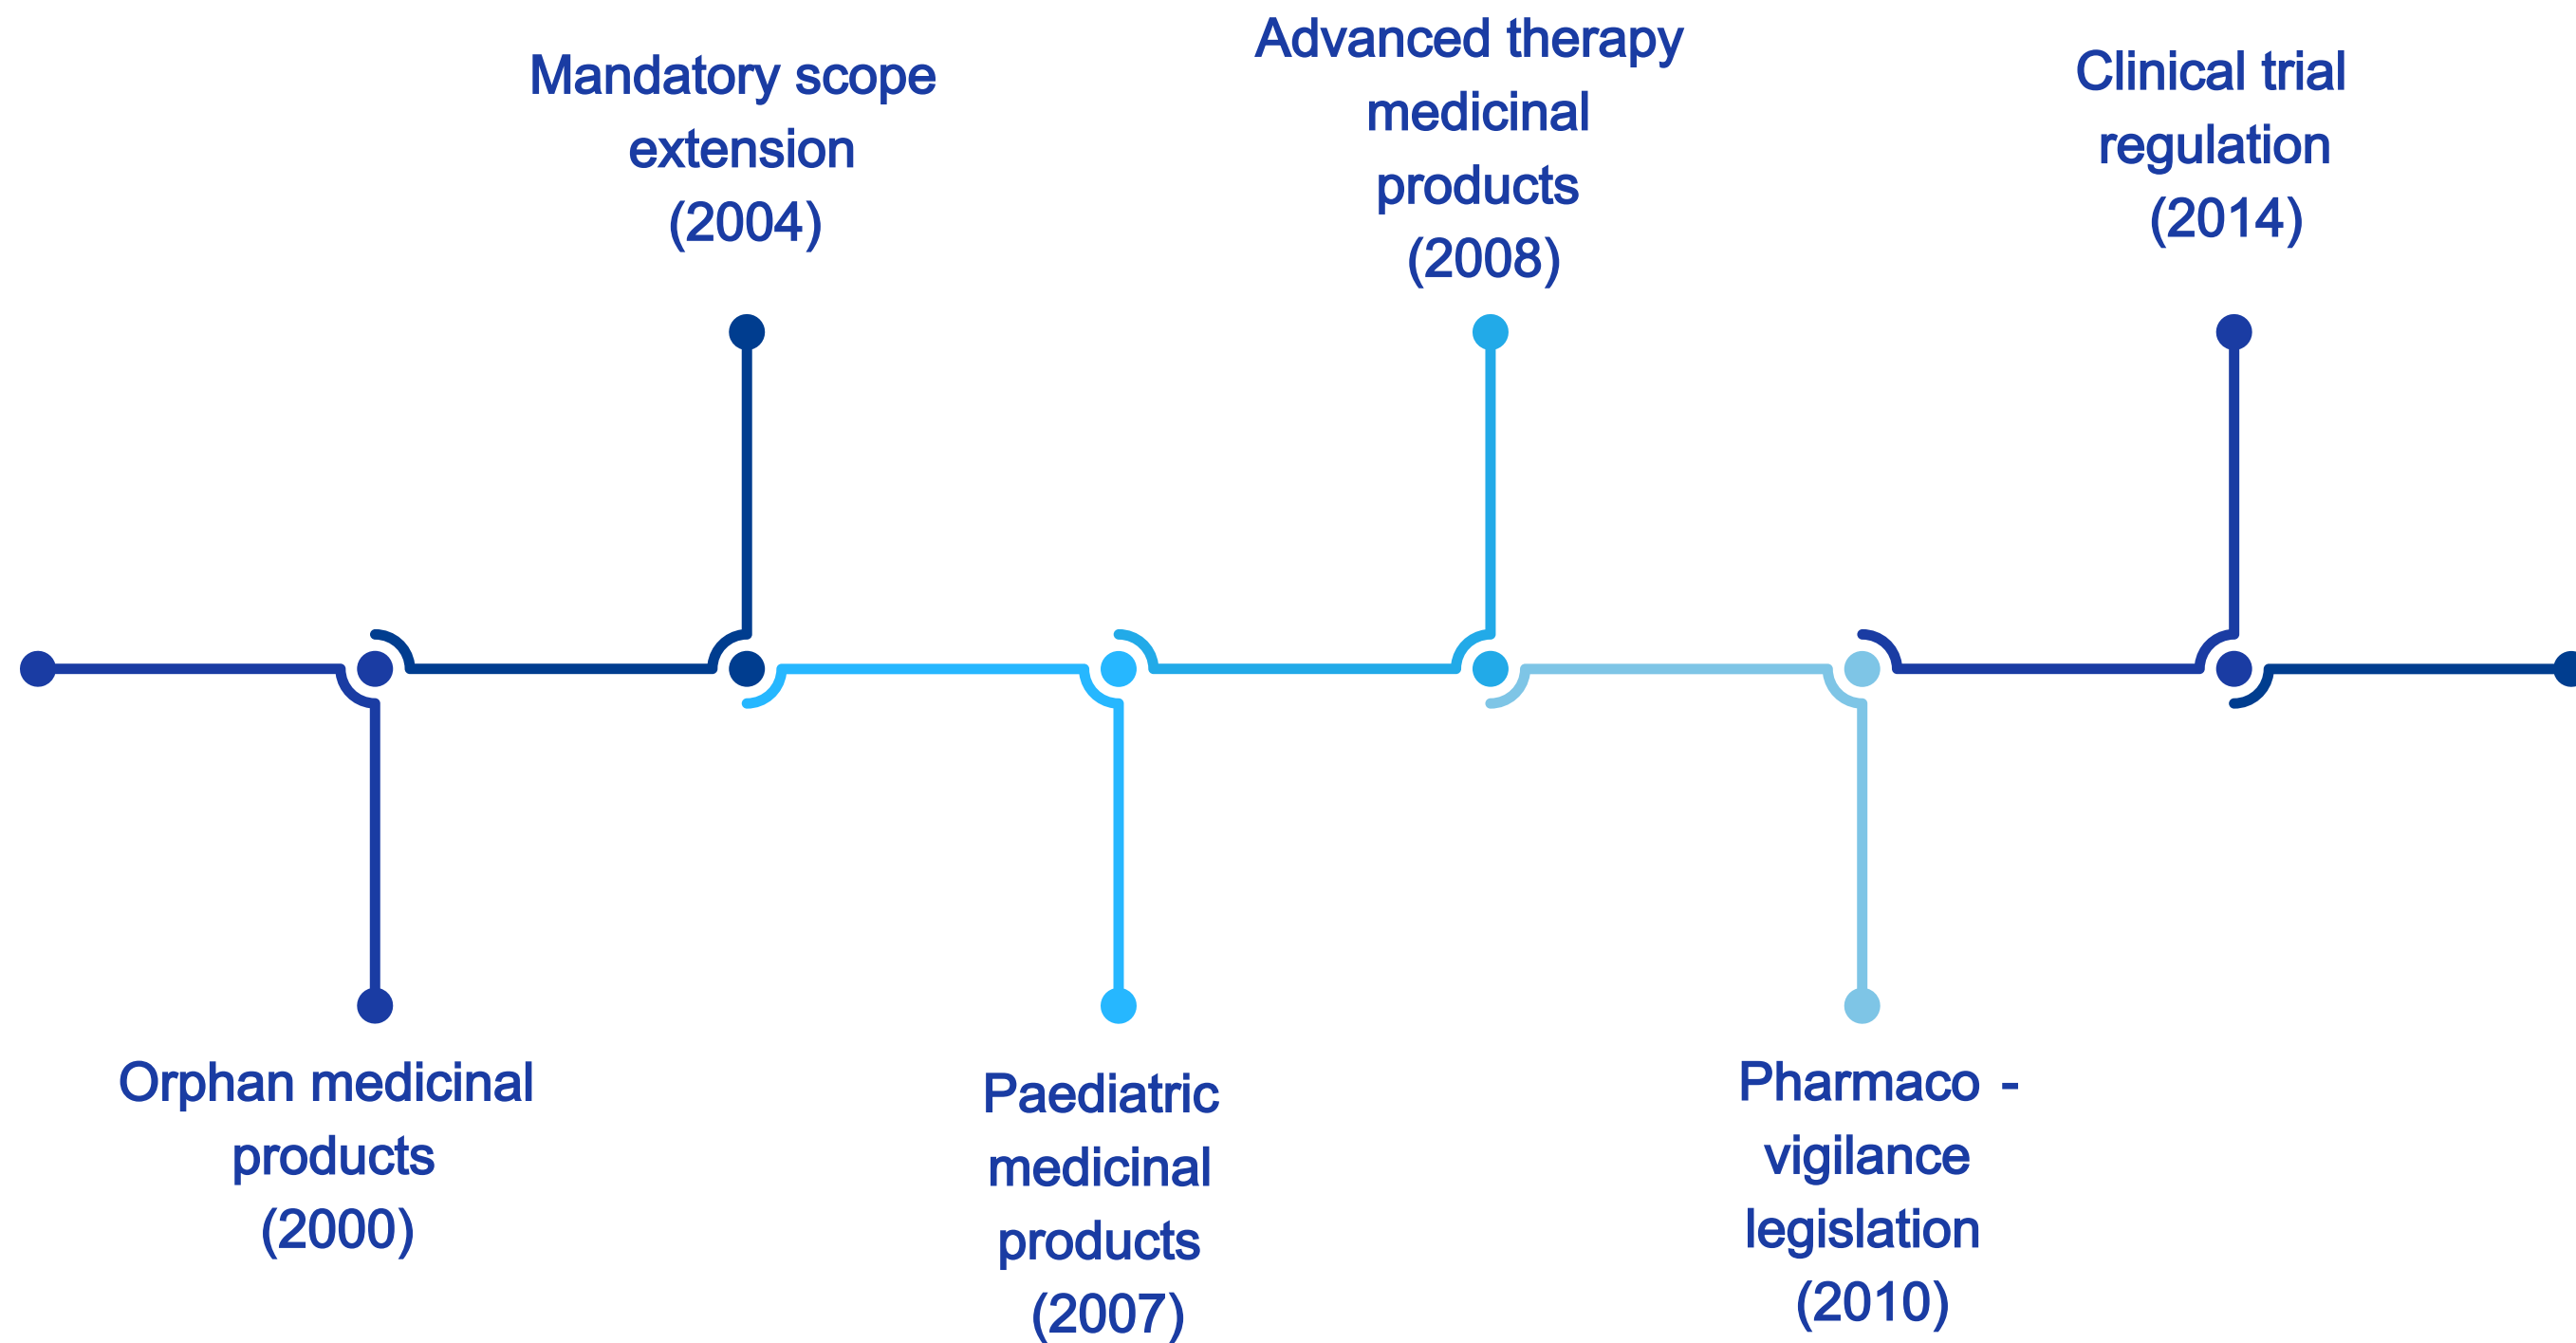 Orphan medicinal
products
(2000)
Mandatory scope
extension
(2004)
Paediatric
medicinal
products
(2007)
Advanced therapy
medicinal
products
(2008)
Pharmaco -
vigilance
legislation
(2010)
Clinical trial
regulation
(2014)